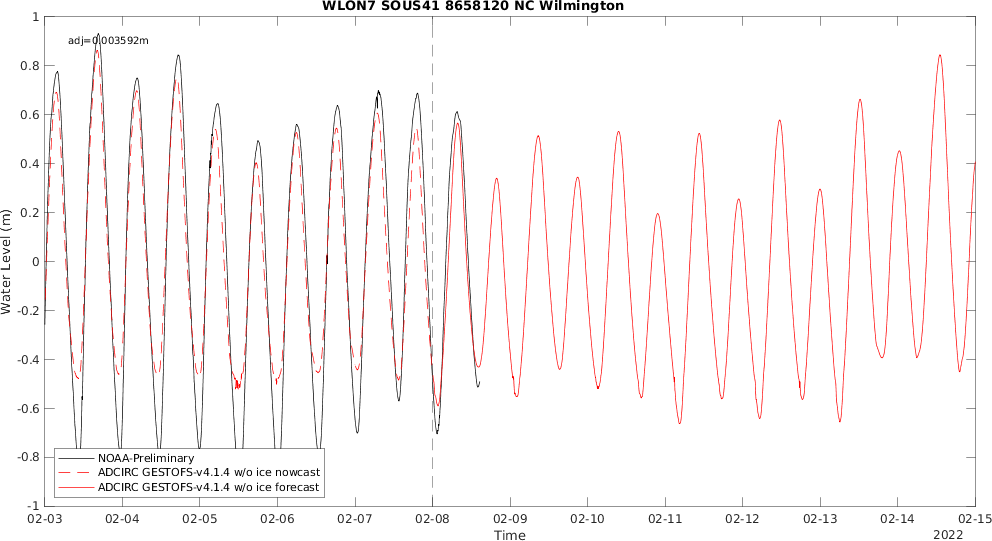 WLON7 SOUS41 8658120 NC Wilmington
adj=0.003592m
1
0.8
0.6
0.4
0.2
0
-0.2
-0.4
-0.6
-0.8
-1
Water Level (m)
NOAA-Preliminary
ADCIRC GESTOFS-v4.1.4 w/o ice nowcast
ADCIRC GESTOFS-v4.1.4 w/o ice forecast
02-03 02-04 02-05 02-06 02-07 02-08 02-09 02-10 02-11 02-12 02-13 02-14 02-15
Time
2022